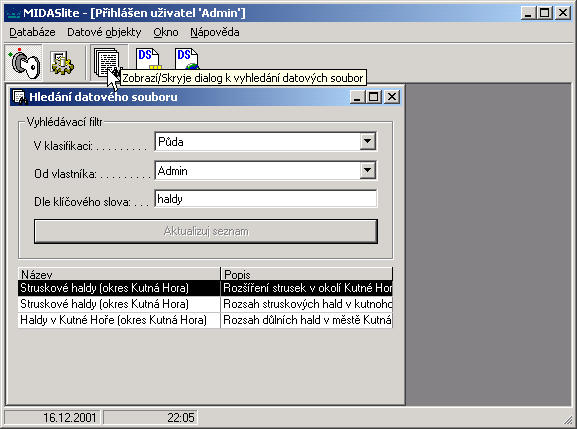 MIDASlite - [Přihlášen uživatel 'Admin']
Databáze Datové objekty Okno Nápověda
DS DS
Zobrazí/Skryje dialog k vyhledání datových soubor
Hledání datového souboru
Vyhledávací filtr
V klasifikaci: . . . . . . . . . Půda
Od vlastníka: . . . . . . . . . Admin
Dle klíčového slova: . . . haldy
Aktualizuj seznam
Název Popis
Struskové haldy (okres Kutná Hora) Rozšíření strusek v okolí Kutné Hor
Struskové haldy (okres Kutná Hora) Rozsah struskových hald v kutnoho
Haldy v Kutné Hoře (okres Kutná Hora) Rozsah důlních hald v městě Kutná
16.12.2001 22:05